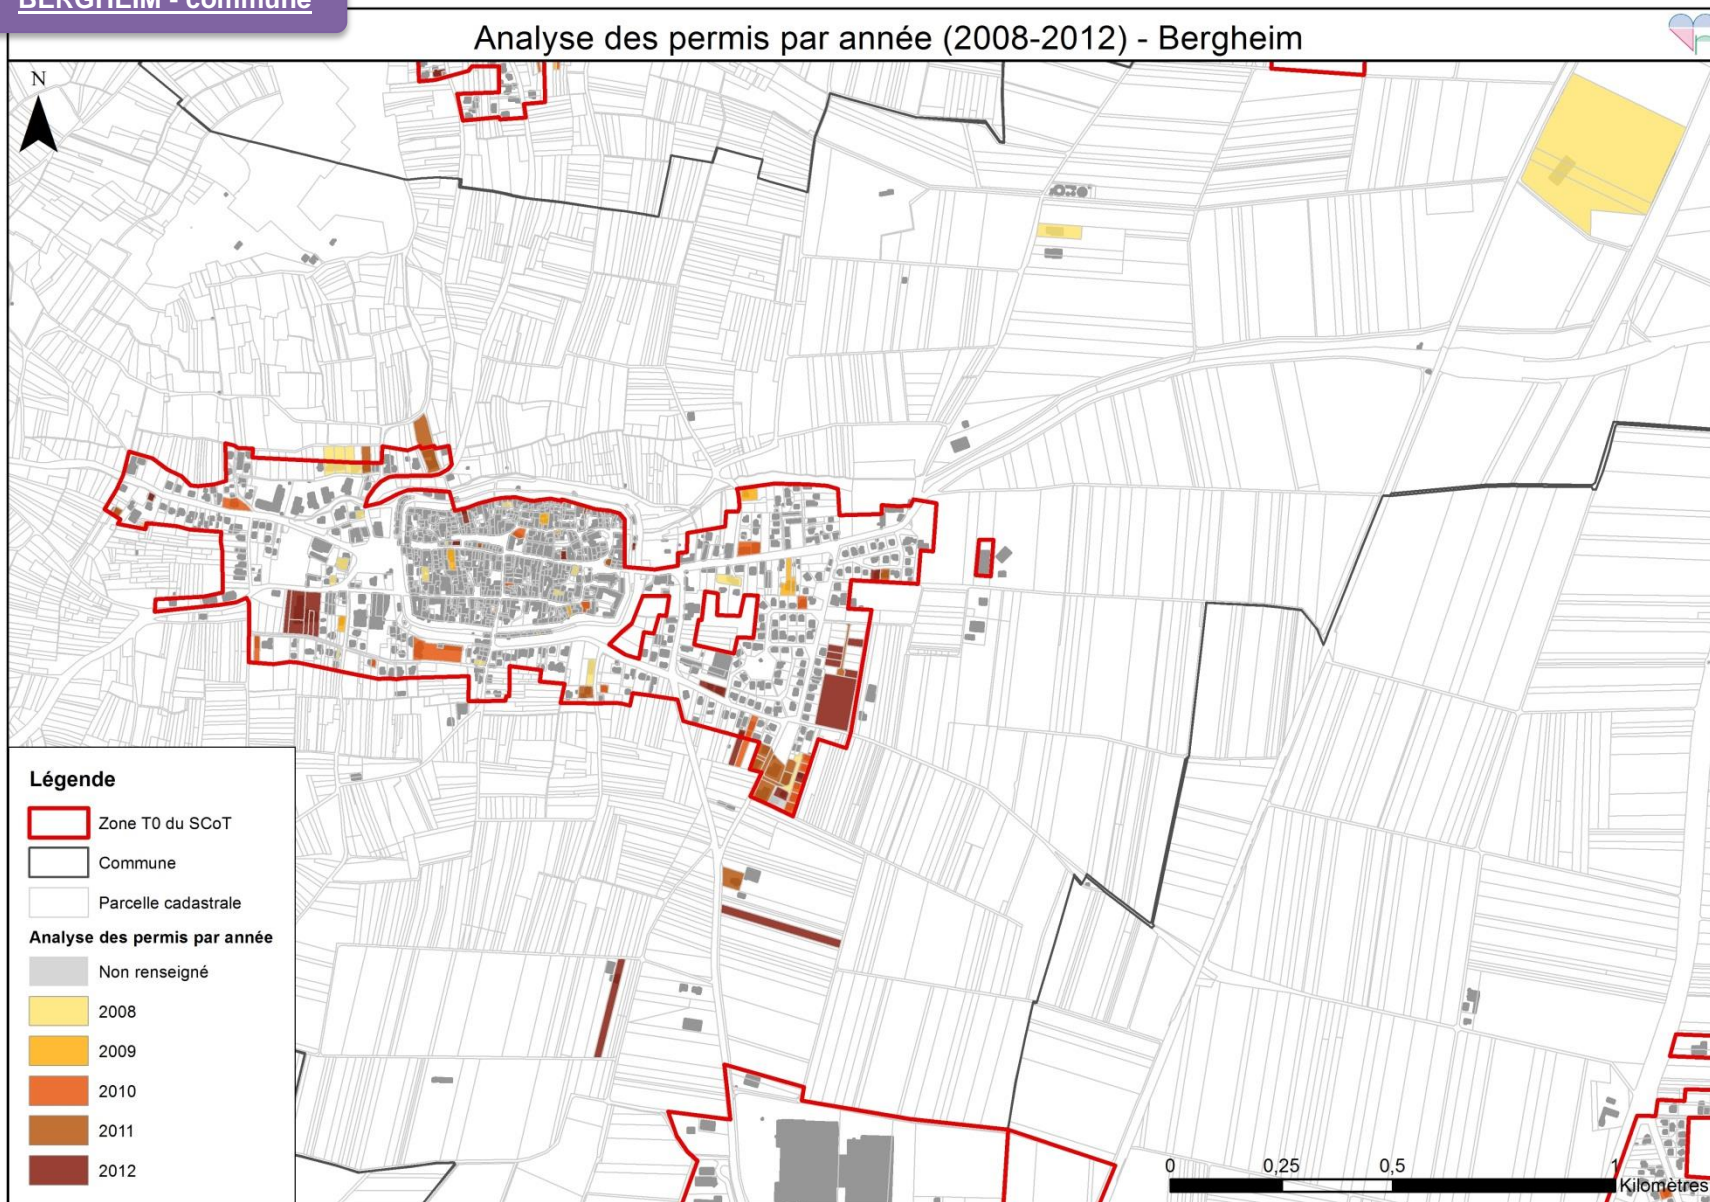 BERGHEIM - commune
Analyse des permis par année (2008-2012) - Bergheim
N
Légende
Zone T0 du SCoT
Commune
Parcelle cadastrale
Analyse des permis par année
Non renseigné
2008
2009
2010
2011
2012
0 0,25 0,5 1
Kilomètres